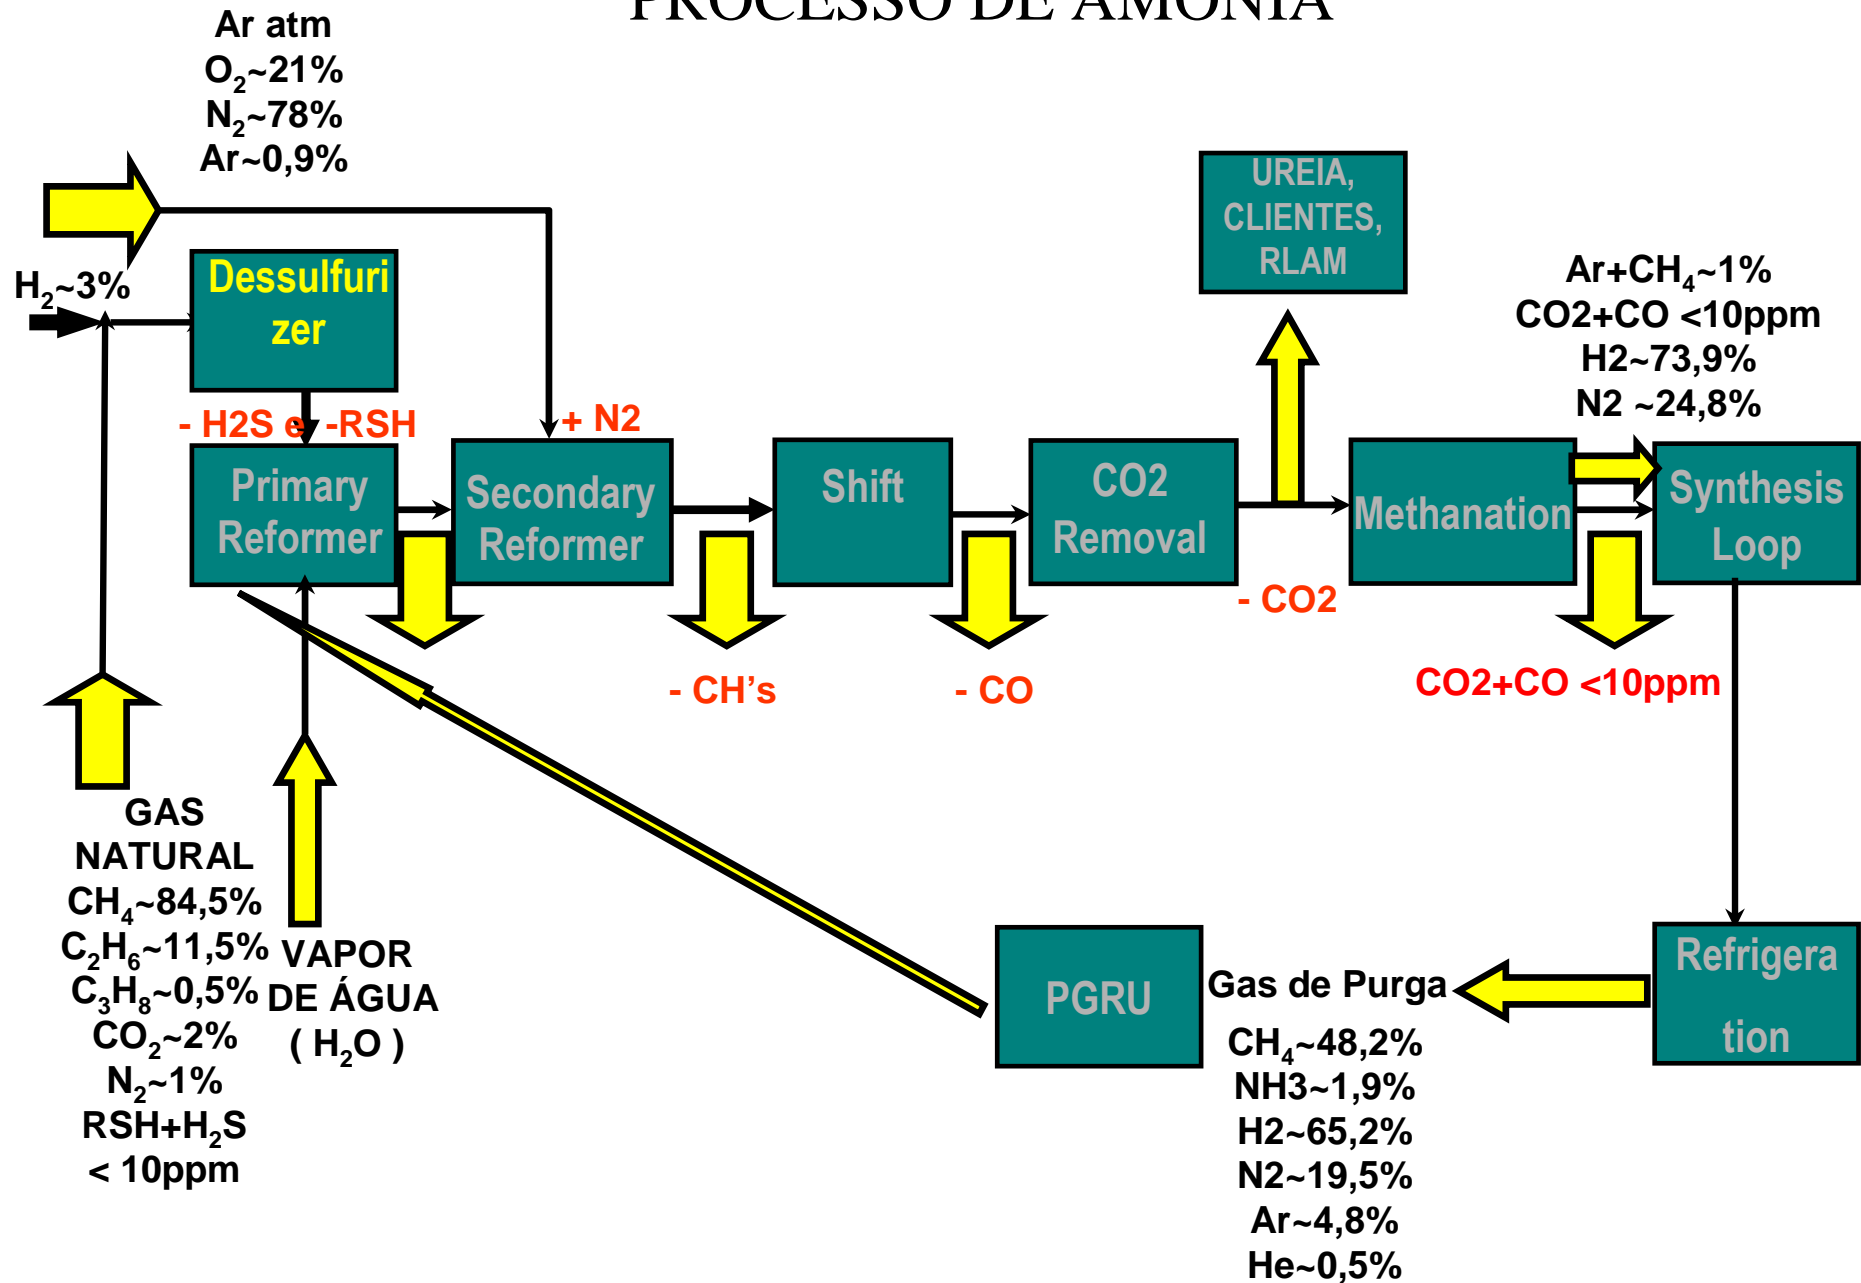 PROCESSO DE AMÔNIA
Ar atm
O₂~21%
N₂~78%
Ar~0,9%
H₂~3%
Dessulfuri
zer
- H2S e -RSH
+ N2
Primary
Reformer
Secondary
Reformer
Shift
CO2
Removal
Methanation
Synthesis
Loop
UREIA,
CLIENTES,
RLAM
Ar+CH₄~1%
CO2+CO <10ppm
H2~73,9%
N2 ~24,8%
- CH's
- CO
- CO2
CO2+CO <10ppm
GAS
NATURAL
CH₄~84,5%
C₂H₆~11,5%
C₃H₈~0,5%
CO₂~2%
N₂~1%
RSH+H₂S
< 10ppm
VAPOR
DE ÁGUA
( H₂O )
PGRU
Gas de Purga
CH₄~48,2%
NH3~1,9%
H2~65,2%
N2~19,5%
Ar~4,8%
He~0,5%
Refrigera
tion